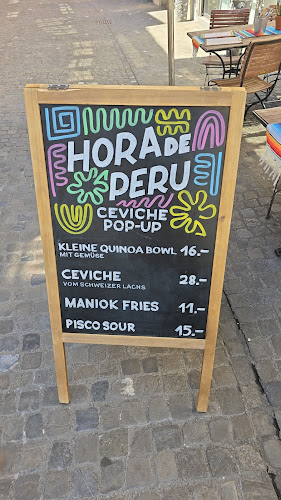 HORA DE
PERU
CEVICHE
POP-UP
KLEINE QUINOA BOWL 16.-
MIT GEMÜSE
CEVICHE 28.-
VOM SCHWEIZER LACHS
MANIOK FRIES 11.-
PISCO SOUR 15.-